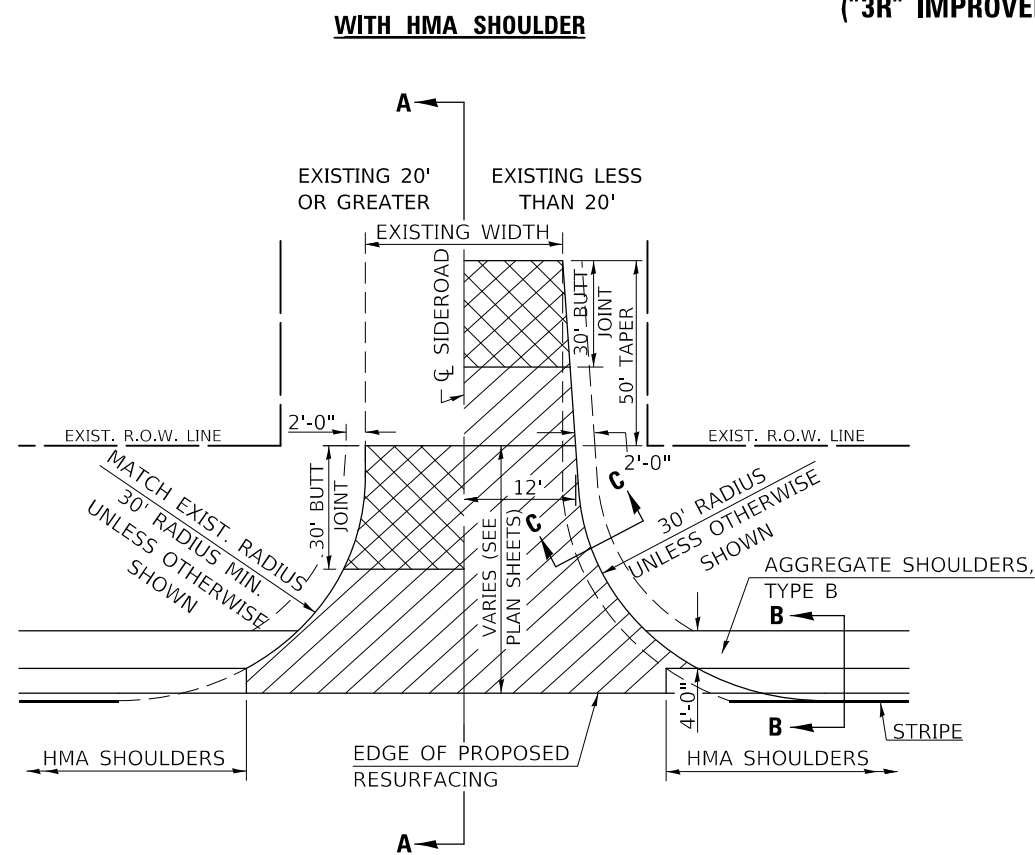 ("3R" IMPROVE
WITH HMA SHOULDER
A
EXISTING 20'
OR GREATER
EXISTING LESS
THAN 20'
EXISTING WIDTH
℄ SIDEROAD
30' BUTT
JOINT
50' TAPER
2'-0"
EXIST. R.O.W. LINE
EXIST. R.O.W. LINE
2'-0"
MATCH EXIST. RADIUS
30' RADIUS MIN.
UNLESS OTHERWISE
SHOWN
30' BUTT
JOINT
12'
VARIES (SEE
PLAN SHEETS)
C
C
30' RADIUS
UNLESS OTHERWISE
SHOWN
AGGREGATE SHOULDERS,
TYPE B
B
4'-0"
B
STRIPE
HMA SHOULDERS
EDGE OF PROPOSED
RESURFACING
HMA SHOULDERS
A